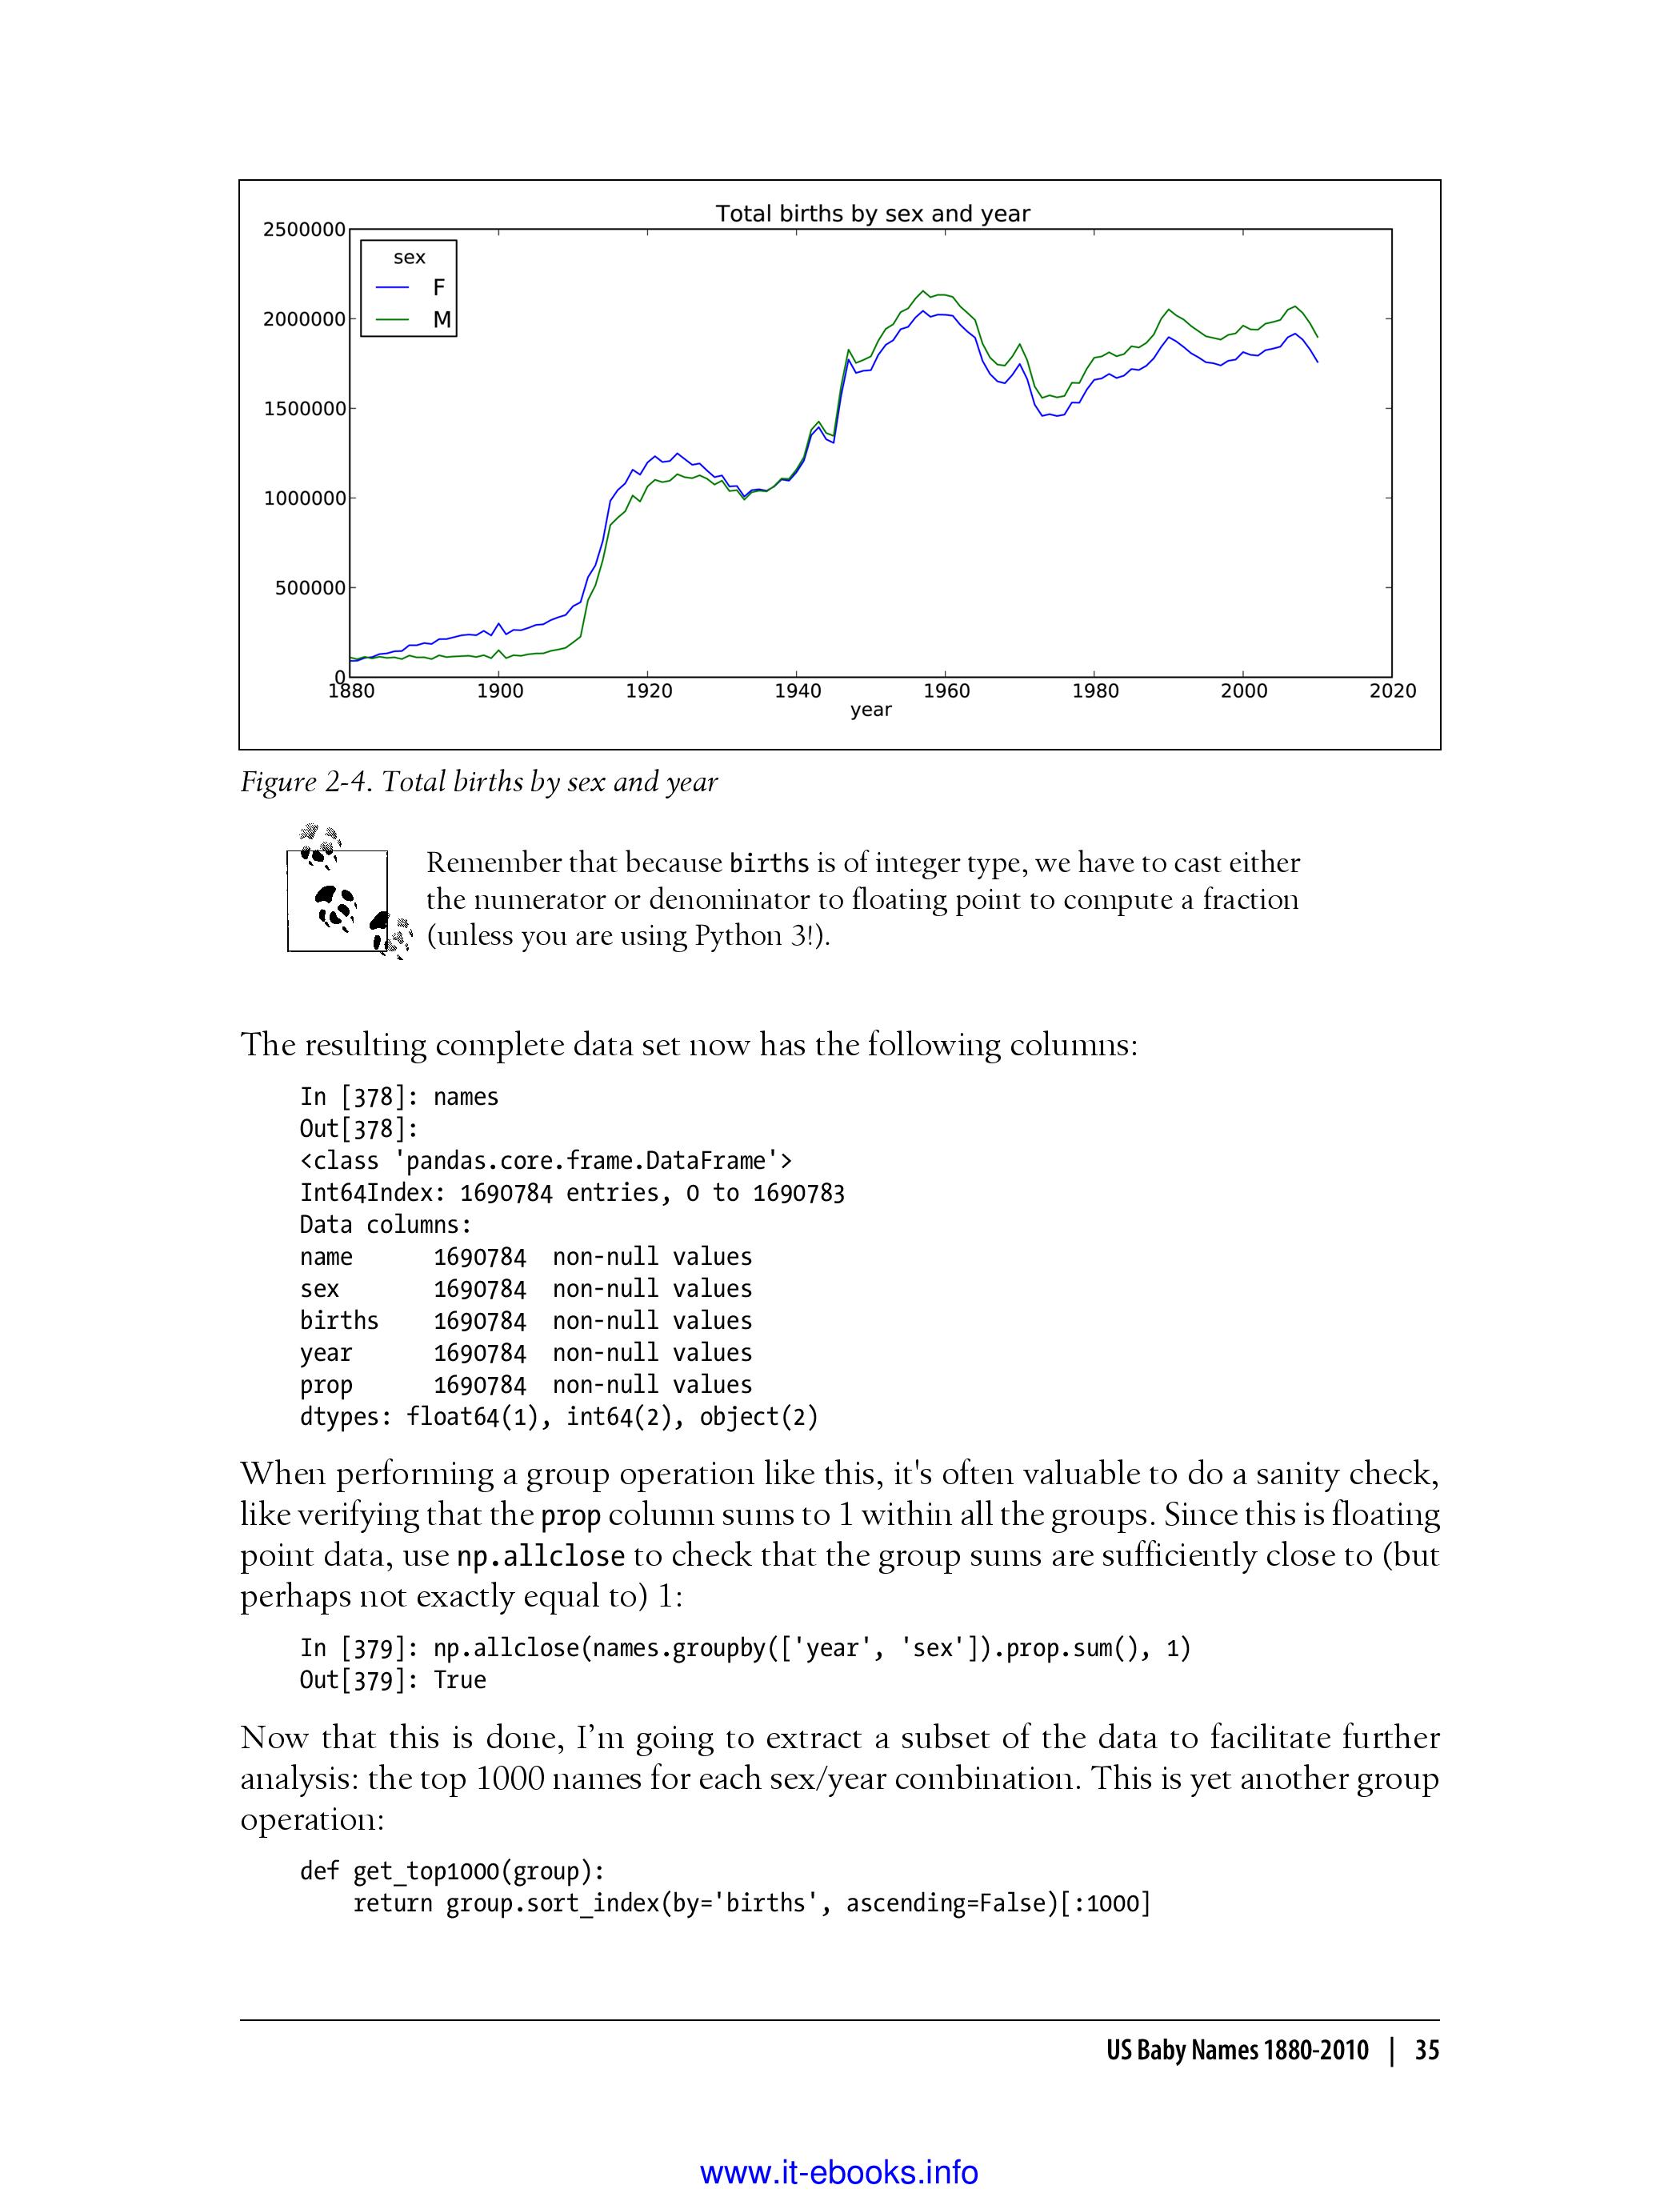 Total births by sex and year
2500000
2000000
1500000
1000000
500000
0
sex
F
M
1880 1900 1920 1940 1960 1980 2000 2020
year
Figure 2-4. Total births by sex and year
Remember that because births is of integer type, we have to cast either
the numerator or denominator to floating point to compute a fraction
(unless you are using Python 3!).
The resulting complete data set now has the following columns:
In [378]: names
Out[378]:
<class 'pandas.core.frame.DataFrame'>
Int64Index: 1690784 entries, 0 to 1690783
Data columns:
name      1690784  non-null values
sex       1690784  non-null values
births    1690784  non-null values
year      1690784  non-null values
prop      1690784  non-null values
dtypes: float64(1), int64(2), object(2)
When performing a group operation like this, it's often valuable to do a sanity check,
like verifying that the prop column sums to 1 within all the groups. Since this is floating
point data, use np.allclose to check that the group sums are sufficiently close to (but
perhaps not exactly equal to) 1:
In [379]: np.allclose(names.groupby(['year', 'sex']).prop.sum(), 1)
Out[379]: True
Now that this is done, I’m going to extract a subset of the data to facilitate further
analysis: the top 1000 names for each sex/year combination. This is yet another group
operation:
def get_top1000(group):
    return group.sort_index(by='births', ascending=False)[:1000]
US Baby Names 1880-2010 | 35
www.it-ebooks.info